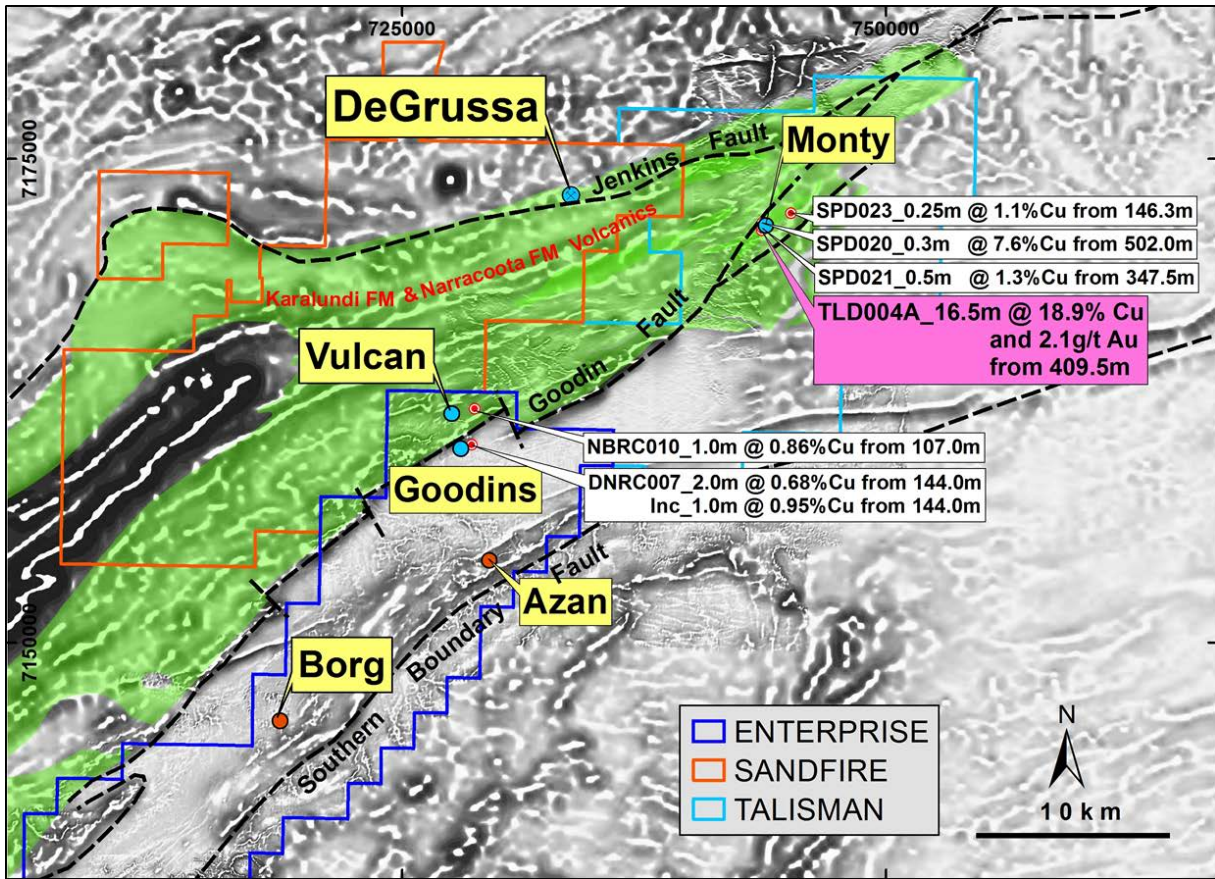 725000
750000
DeGrussa
Monty
7175000
Jenkins Fault
SPD023_0.25m @ 1.1%Cu from 146.3m
SPD020_0.3m @ 7.6%Cu from 502.0m
SPD021_0.5m @ 1.3%Cu from 347.5m
Karalundi FM & Narracoota FM Volcanics
TLD004A_16.5m @ 18.9% Cu
and 2.1g/t Au
from 409.5m
Vulcan
Goodin Fault
NBRC010_1.0m @ 0.86%Cu from 107.0m
Goodins
DNRC007_2.0m @ 0.68%Cu from 144.0m
Inc_1.0m @ 0.95%Cu from 144.0m
Azan
7150000
Borg
Southern Boundary Fault
ENTERPRISE
SANDFIRE
TALISMAN
N
10 km